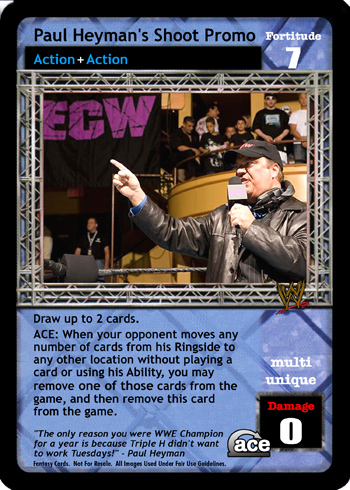 Paul Heyman's Shoot Promo
Fortitude
7
Action+Action
ECW
Draw up to 2 cards.
ACE: When your opponent moves any
number of cards from his Ringside to
any other location without playing a
card or using his Ability, you may
remove one of those cards from the
game, and then remove this card
from the game.
multi
unique
Damage
0
ace
"The only reason you were WWE Champion
for a year is because Triple H didn't want
to work Tuesdays!" - Paul Heyman
Fantasy Cards. Not For Resale. All Images Used Under Fair Use Guidelines.